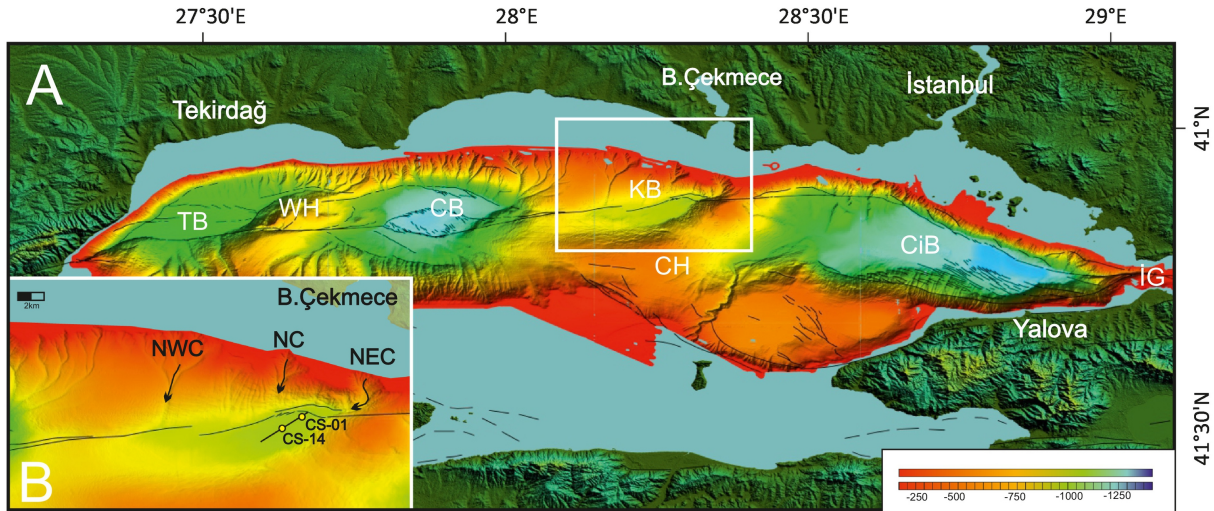 27°30'E
28°E
28°30'E
29°E
A
B.Çekmece
İstanbul
Tekirdağ
41°N
KB
TB
WH
CB
CiB
CH
İG
2km
B.Çekmece
Yalova
NWC
NC
NEC
CS-01
CS-14
41°30'N
B
-250 -500 -750 -1000 -1250